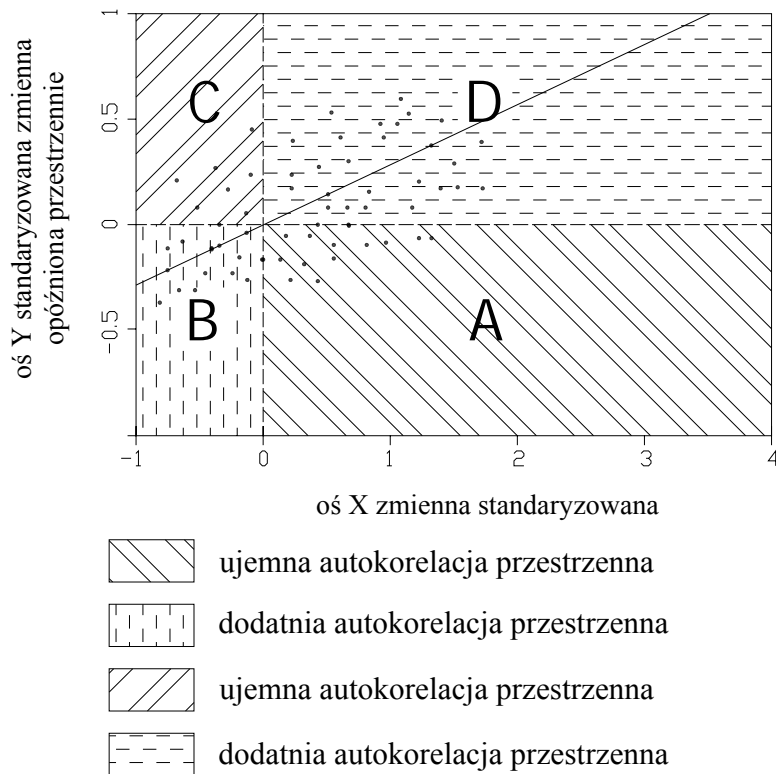 1
0.5
0
-0.5
C
D
B
A
-1
0
1
2
3
4
oś Y standaryzowana zmienna
opóźniona przestrzennie
oś X zmienna standaryzowana
ujemna autokorelacja przestrzenna
dodatnia autokorelacja przestrzenna
ujemna autokorelacja przestrzenna
dodatnia autokorelacja przestrzenna